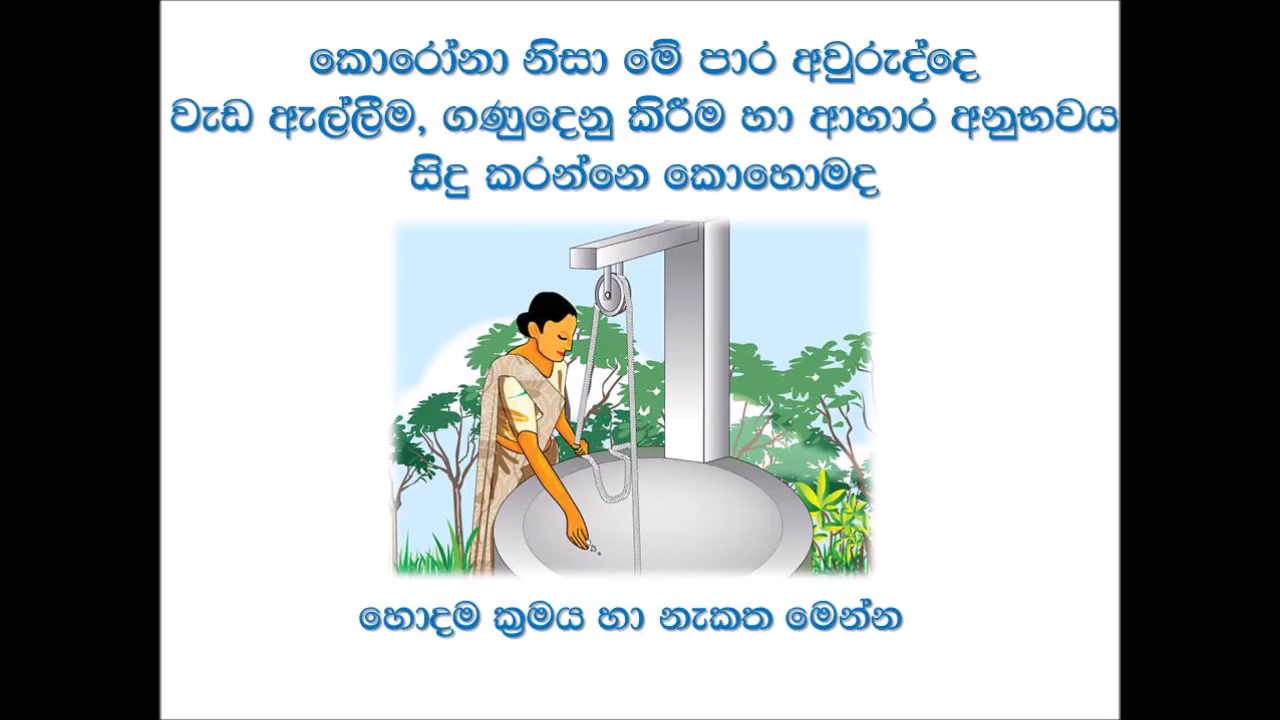 කොරෝනා නිසා මේ පාර අවුරුද්දෙ
වැඩ ඇල්ලීම, ගණුදෙනු කිරීම හා ආහාර අනුභවය
සිදු කරන්නෙ කොහොමද
හොදම ක්‍රමය හා නැකත මෙන්න